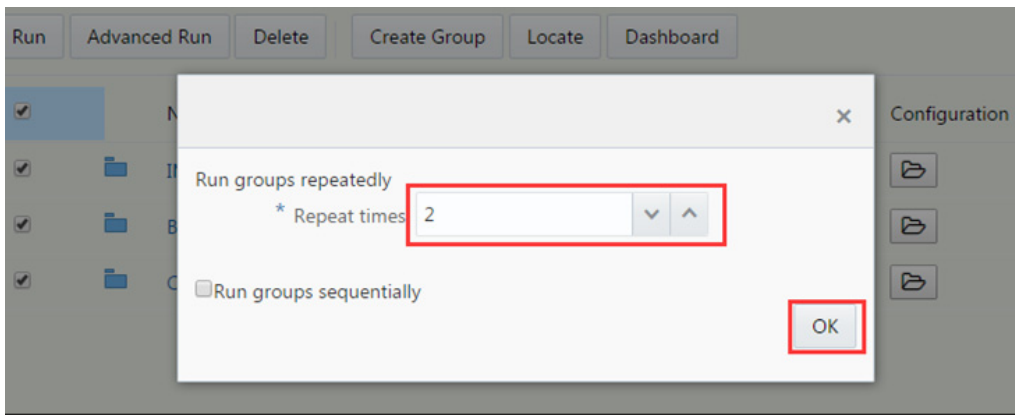 Run Advanced Run Delete Create Group Locate Dashboard
N × Configuration
Run groups repeatedly
* Repeat times 2
Run groups sequentially
OK